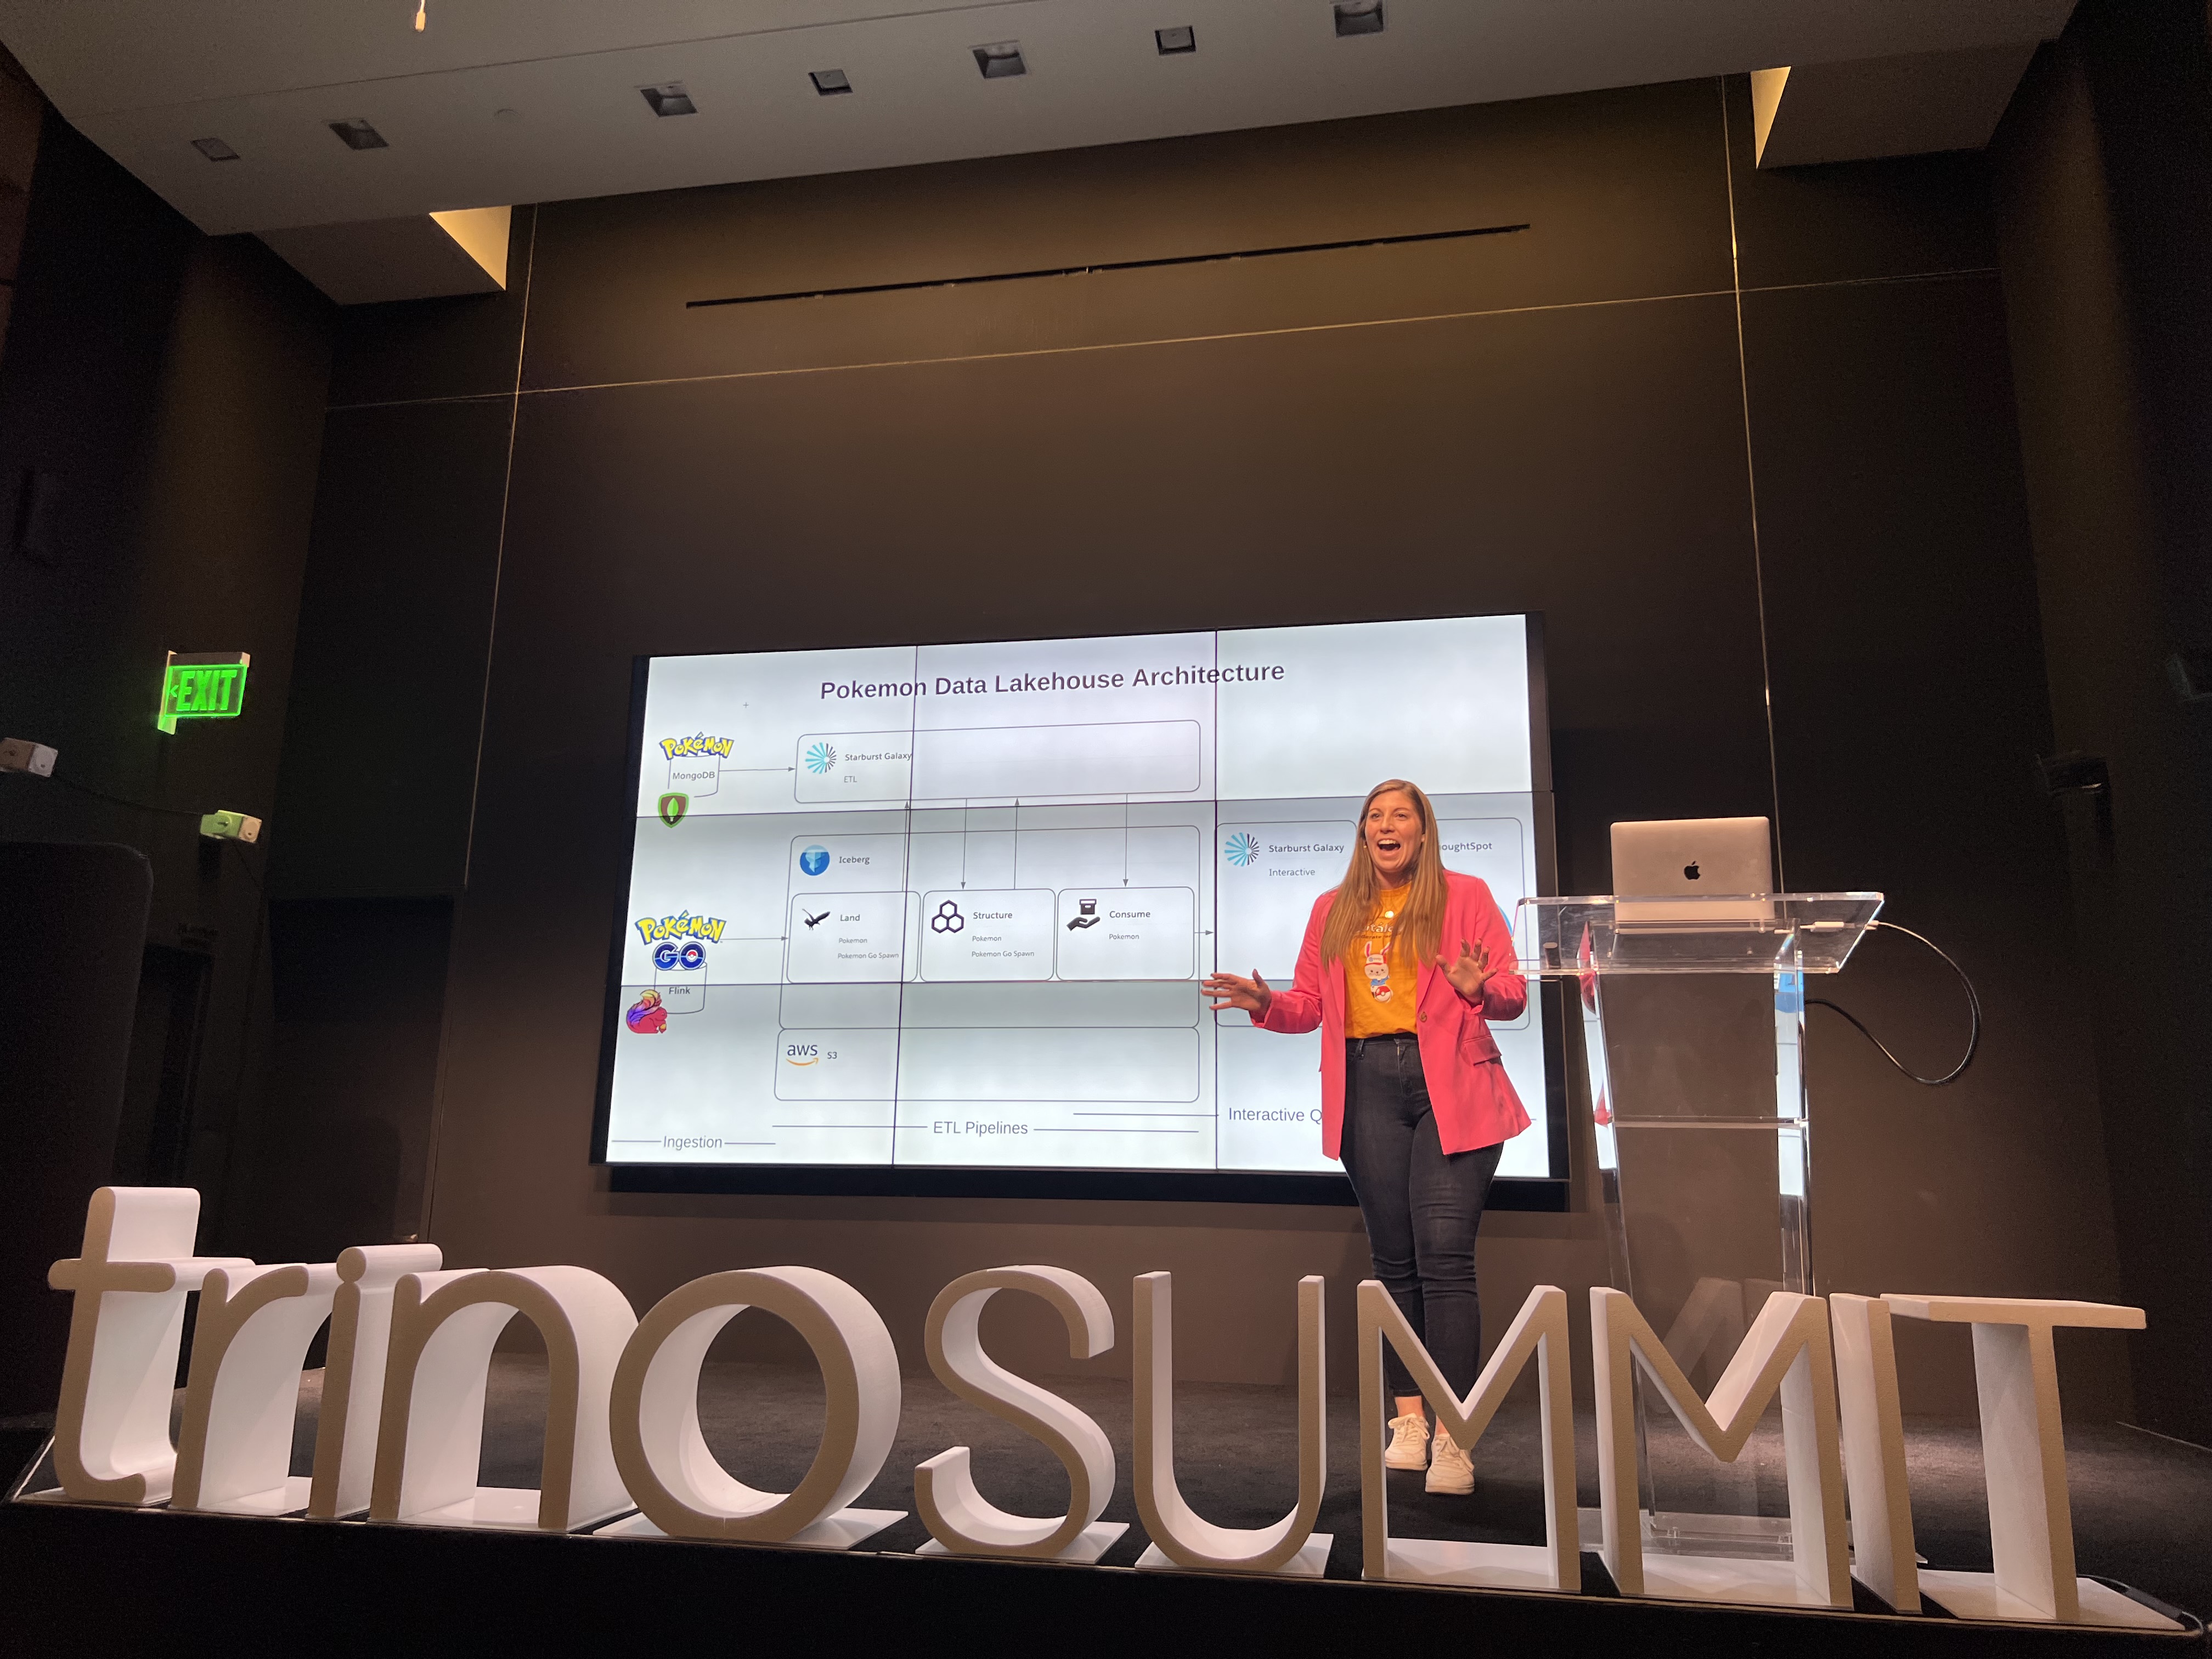 Pokemon Data Lakehouse Architecture
POKéMON
MongoDB
Starburst Galaxy
ETL
Iceberg
Land
Pokemon
Pokemon Go Spawn
Structure
Pokemon
Pokemon Go Spawn
Consume
Pokemon
Starburst Galaxy
Interactive
oughtSpot
POKéMON
GO
Flink
aws S3
Ingestion
ETL Pipelines
Interactive Q
EXIT
trino SUMMIT